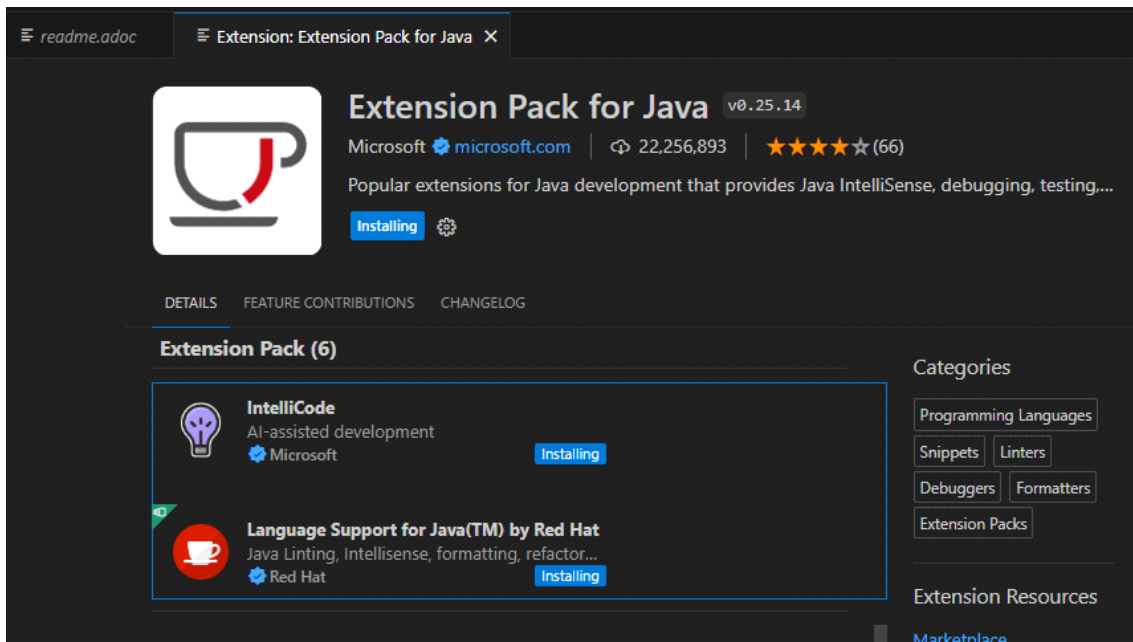 readme.adoc
Extension: Extension Pack for Java
Extension Pack for Java v0.25.14
Microsoft microsoft.com 22,256,893 (66)
Popular extensions for Java development that provides Java IntelliSense, debugging, testing,...
Installing
DETAILS FEATURE CONTRIBUTIONS CHANGELOG
Extension Pack (6)
IntelliCode
AI-assisted development
Microsoft Installing
Language Support for Java(TM) by Red Hat
Java Linting, Intellisense, formatting, refactor...
Red Hat Installing
Categories
Programming Languages
Snippets Linters
Debuggers Formatters
Extension Packs
Extension Resources
Marketplace